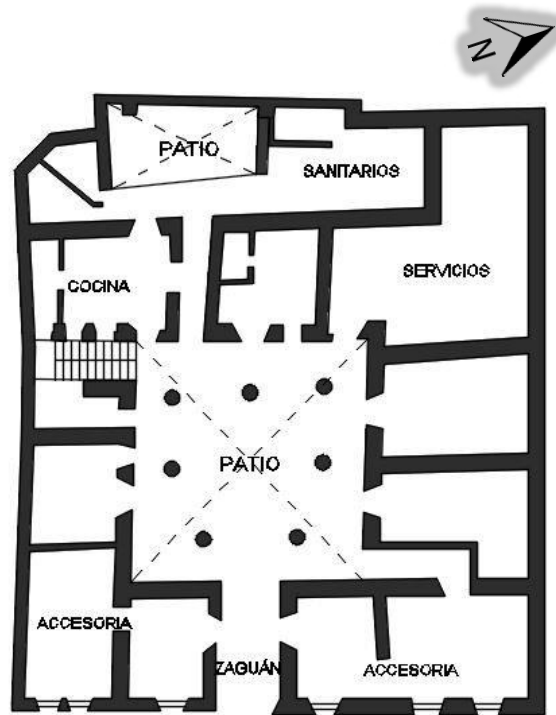 N
PATIO
SANITARIOS
SERVICIOS
COCINA
PATIO
ACCESORIA
ZAGUÁN
ACCESORIA